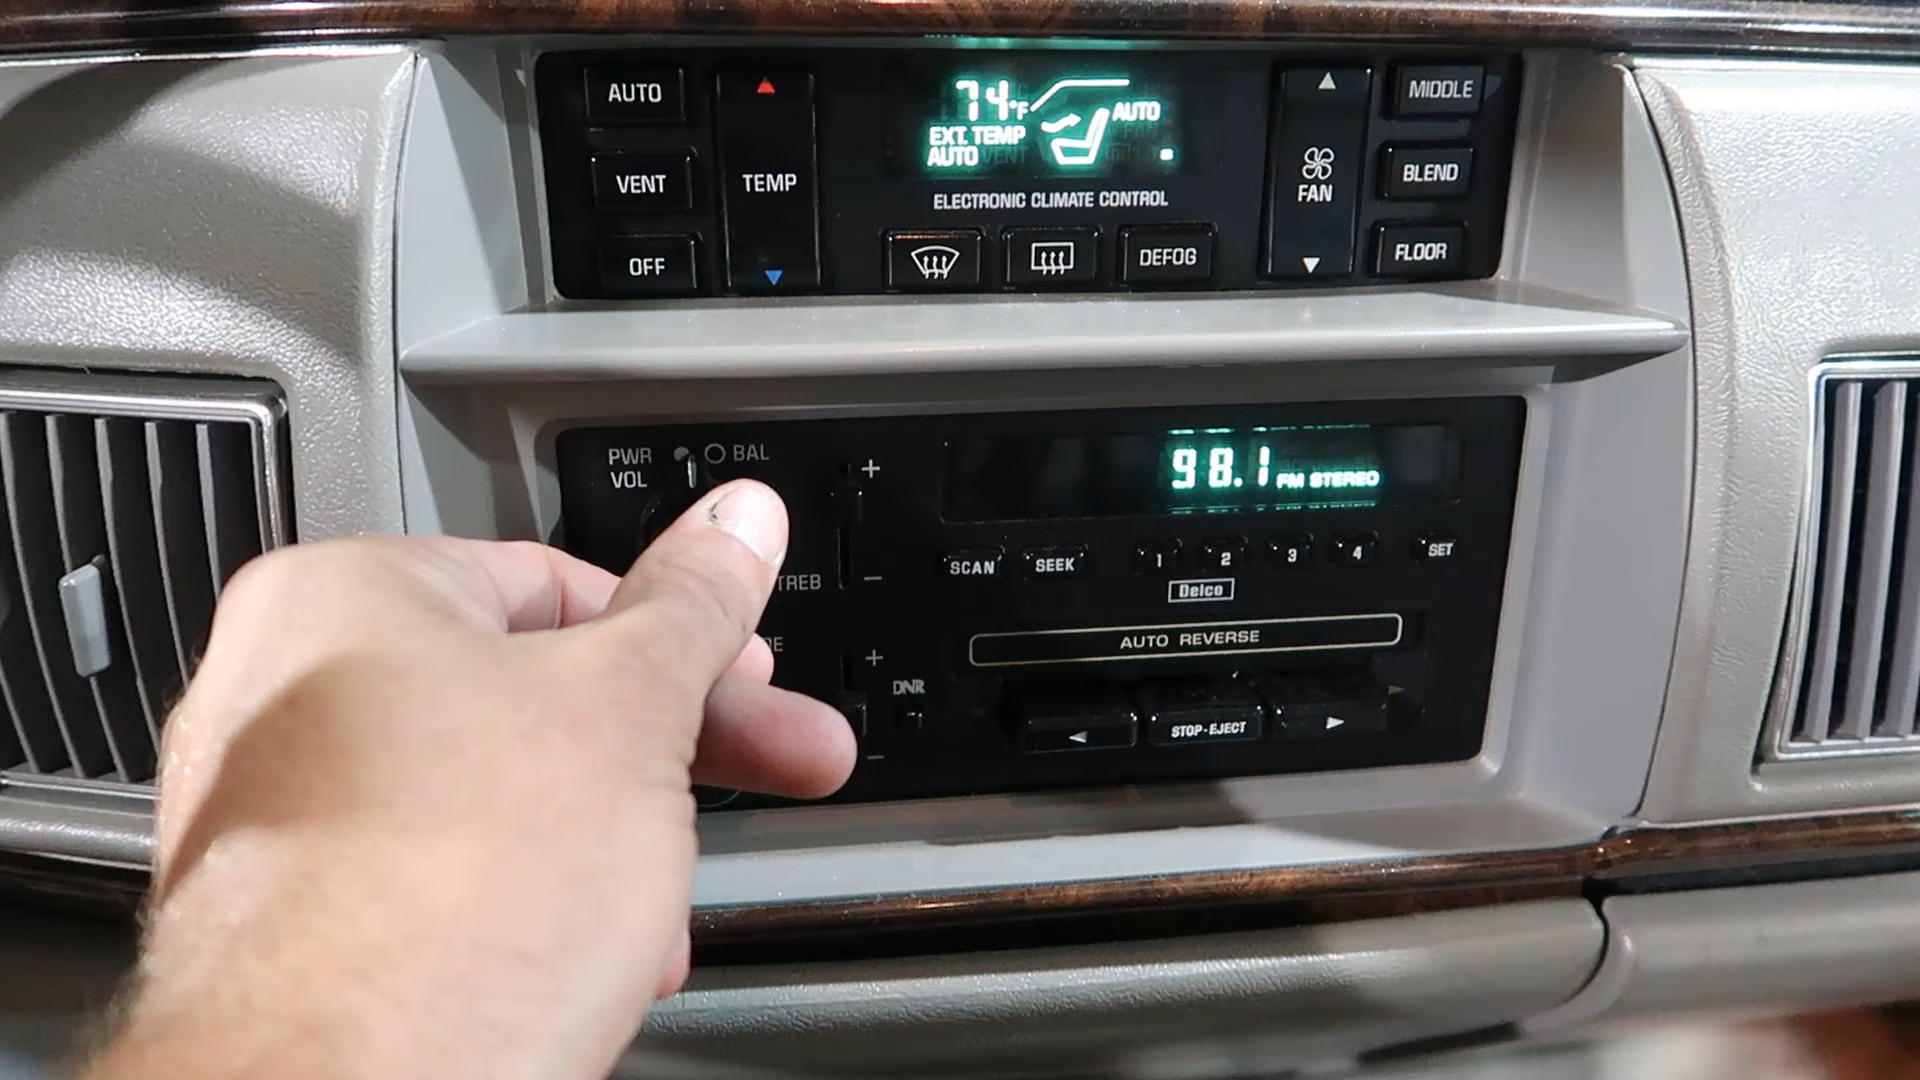 AUTO
VENT
OFF
TEMP
74°F
EXT. TEMP
AUTO
AUTO
ELECTRONIC CLIMATE CONTROL
DEFOG
FAN
MIDDLE
BLEND
FLOOR
PWR
VOL
BAL
+
TREB
−
+
DNR
−
98.1 FM STEREO
SCAN
SEEK
1
2
3
4
SET
Delco
AUTO REVERSE
STOP-EJECT